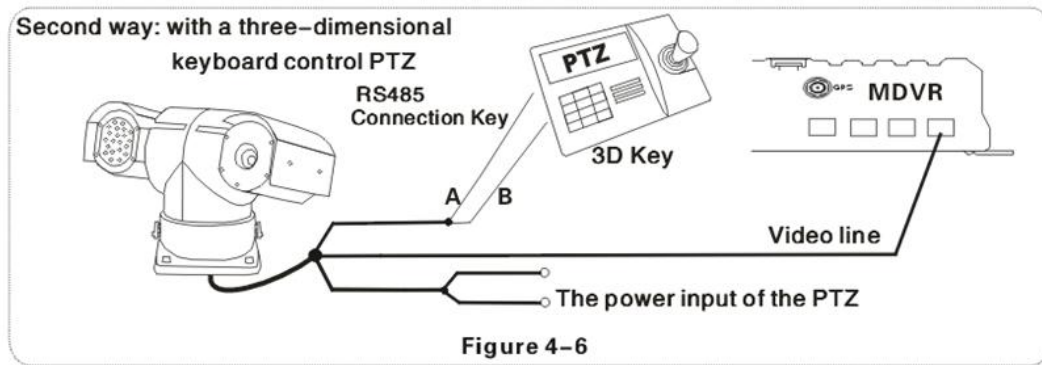 Second way: with a three-dimensional
keyboard control PTZ
RS485
Connection Key
PTZ
3D Key
GPS
MDVR
A
B
Video line
The power input of the PTZ
Figure 4-6